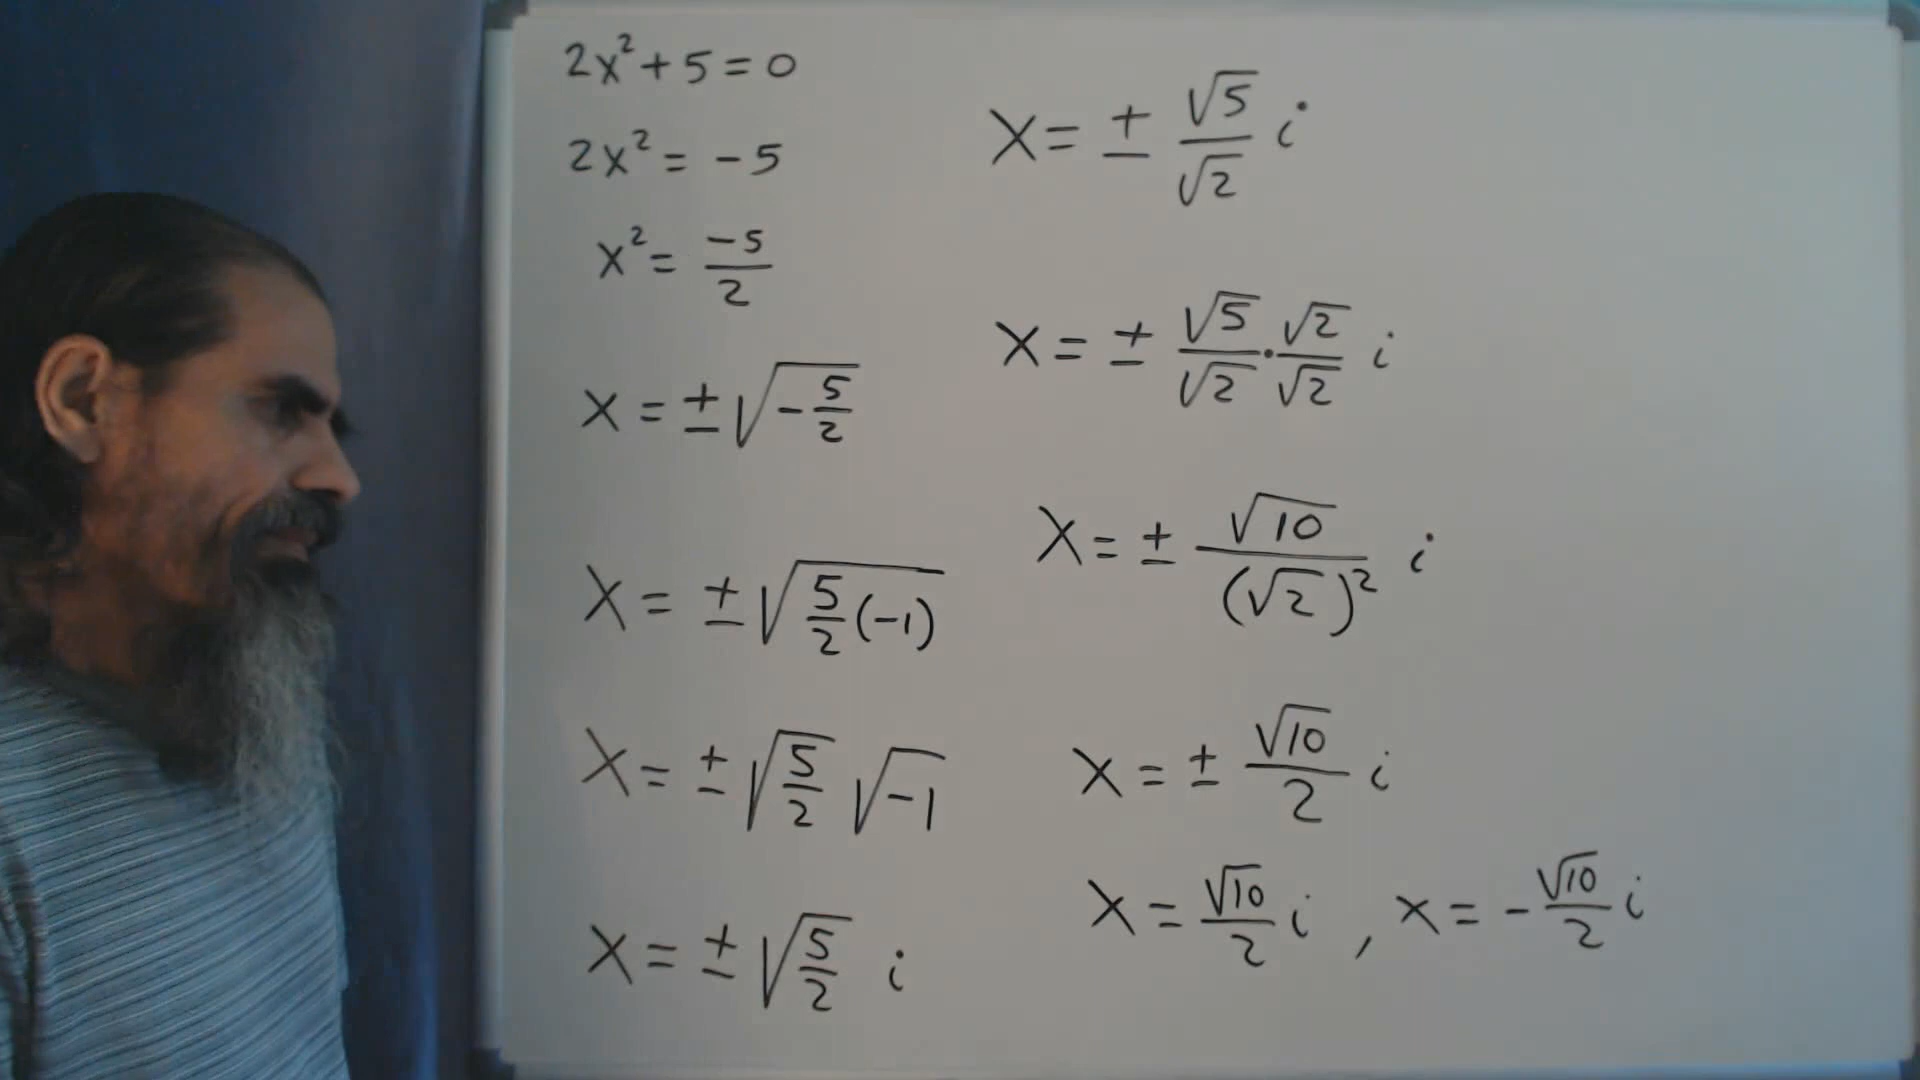 2x² + 5 = 0
2x² = -5
x² = -5/2
x = ±√(-5/2)
x = ±√(5/2 (-1))
x = ±√(5/2) √(-1)
x = ±√(5/2) i
x = ± √5/√2 i
x = ± √5/√2 · √2/√2 i
x = ± √10/(√2)² i
x = ± √10/2 i
x = √10/2 i , x = -√10/2 i